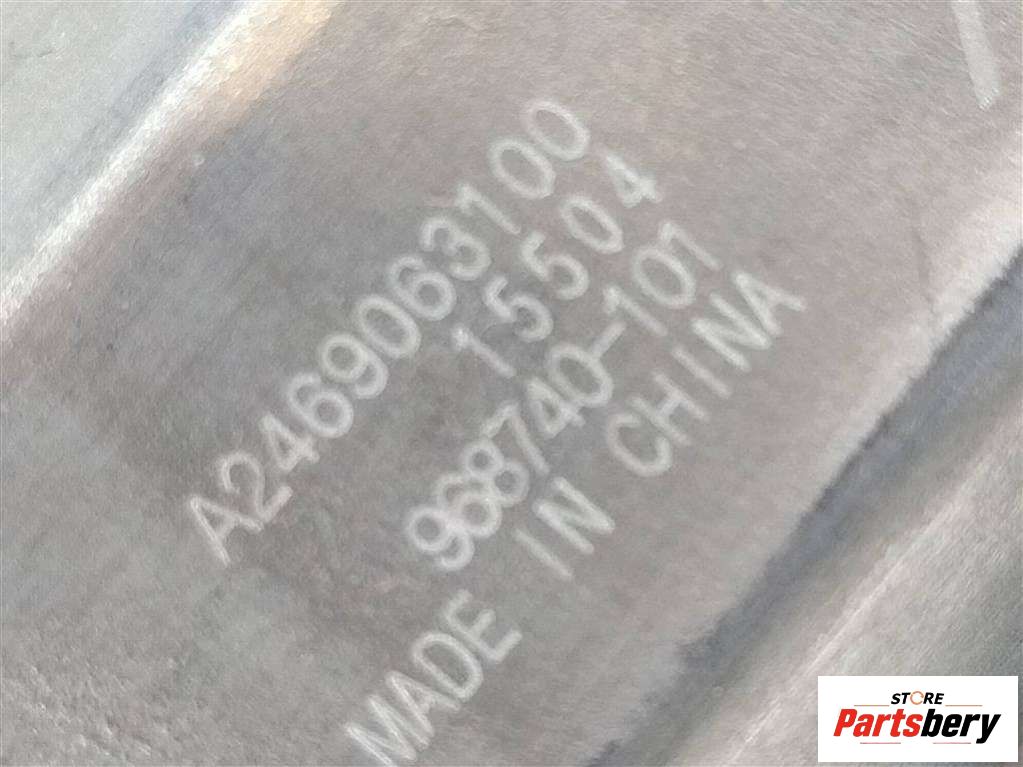 A2469063100
15504
968740-101
MADE IN CHINA
STORE
Partsbery